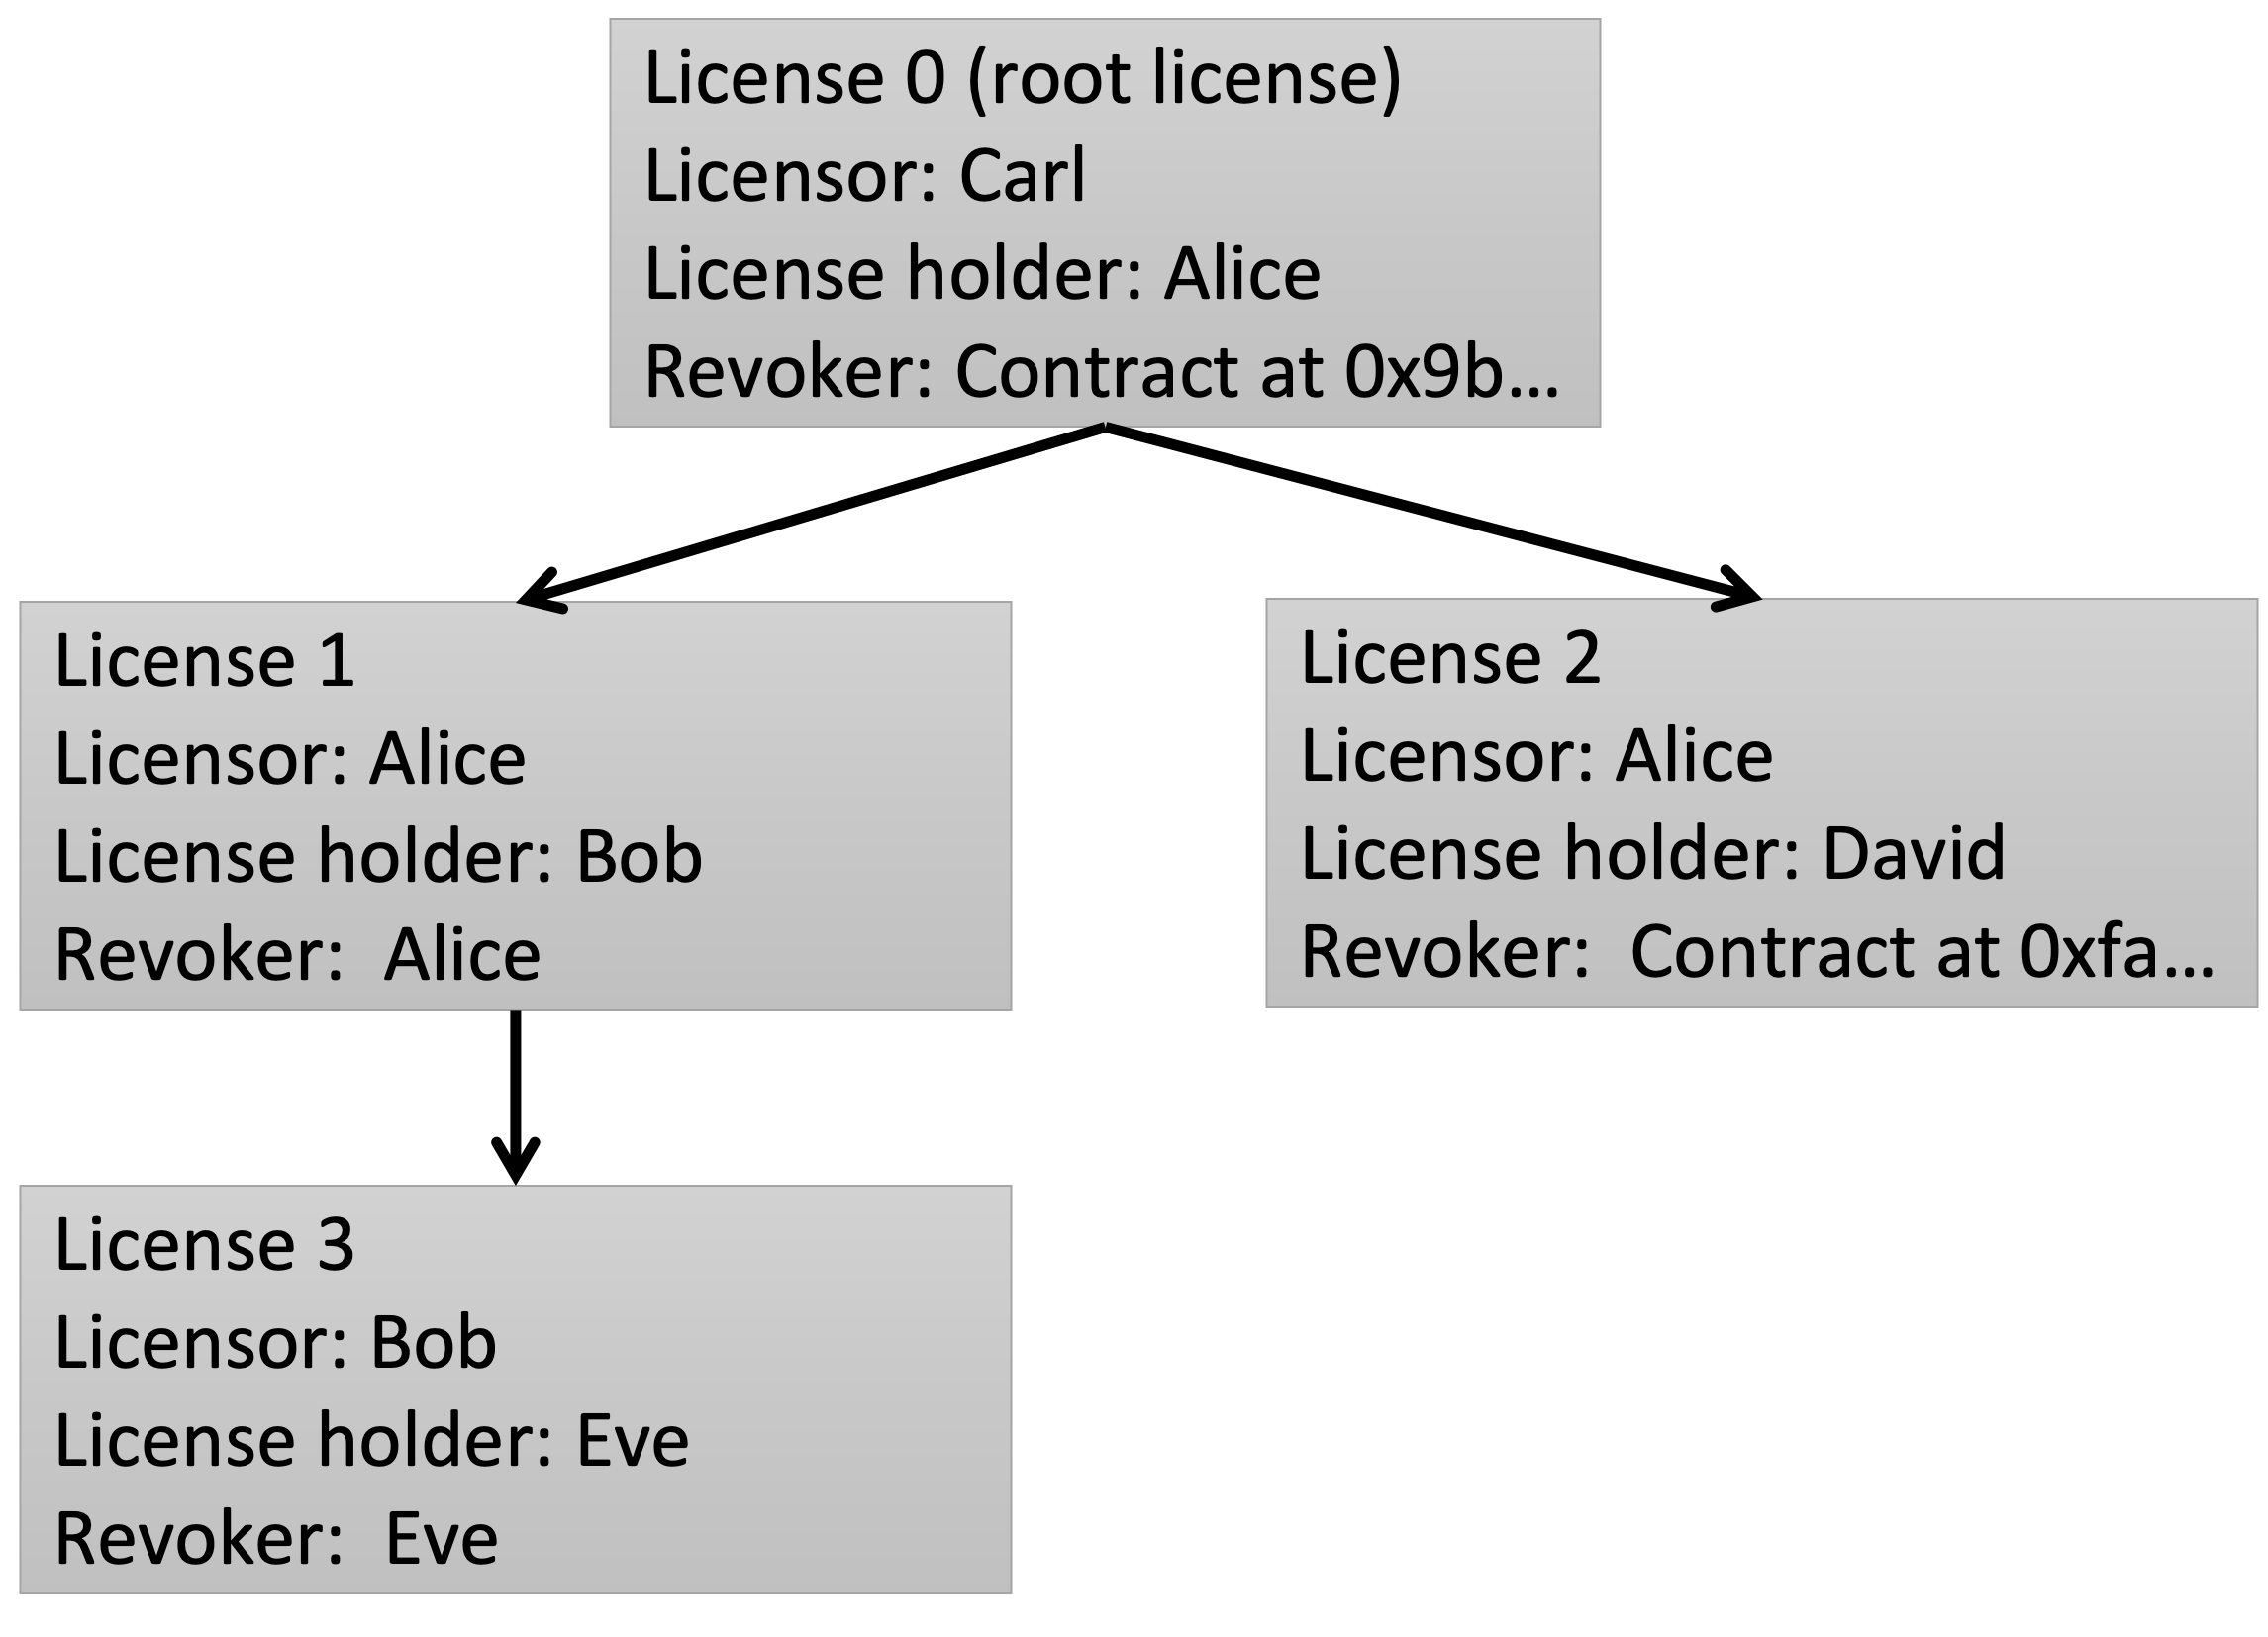 License 0 (root license)
Licensor: Carl
License holder: Alice
Revoker: Contract at 0x9b...
License 1
Licensor: Alice
License holder: Bob
Revoker:  Alice
License 2
Licensor: Alice
License holder: David
Revoker:  Contract at 0xfa...
License 3
Licensor: Bob
License holder: Eve
Revoker:  Eve